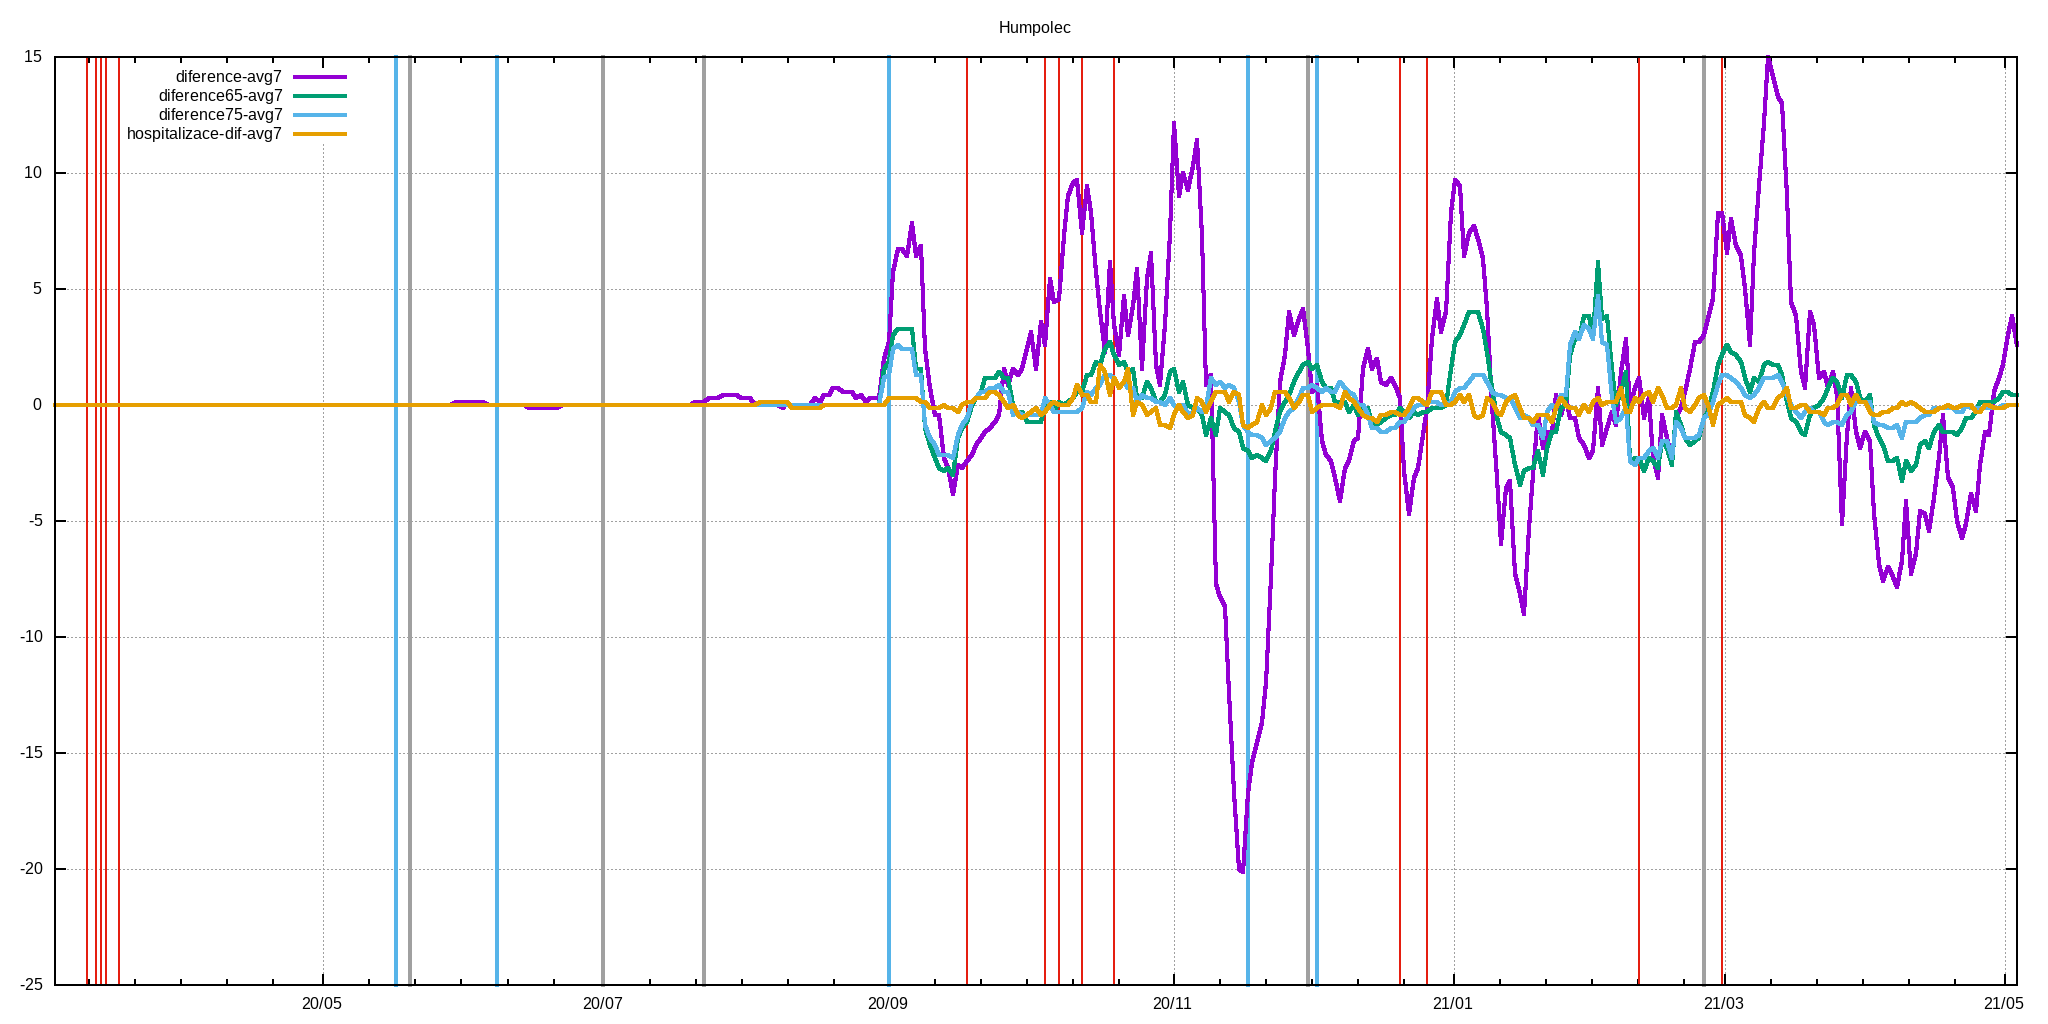 Humpolec
diference-avg7
diference65-avg7
diference75-avg7
hospitalizace-dif-avg7
15
10
5
0
-5
-10
-15
-20
-25
20/05 20/07 20/09 20/11 21/01 21/03 21/05